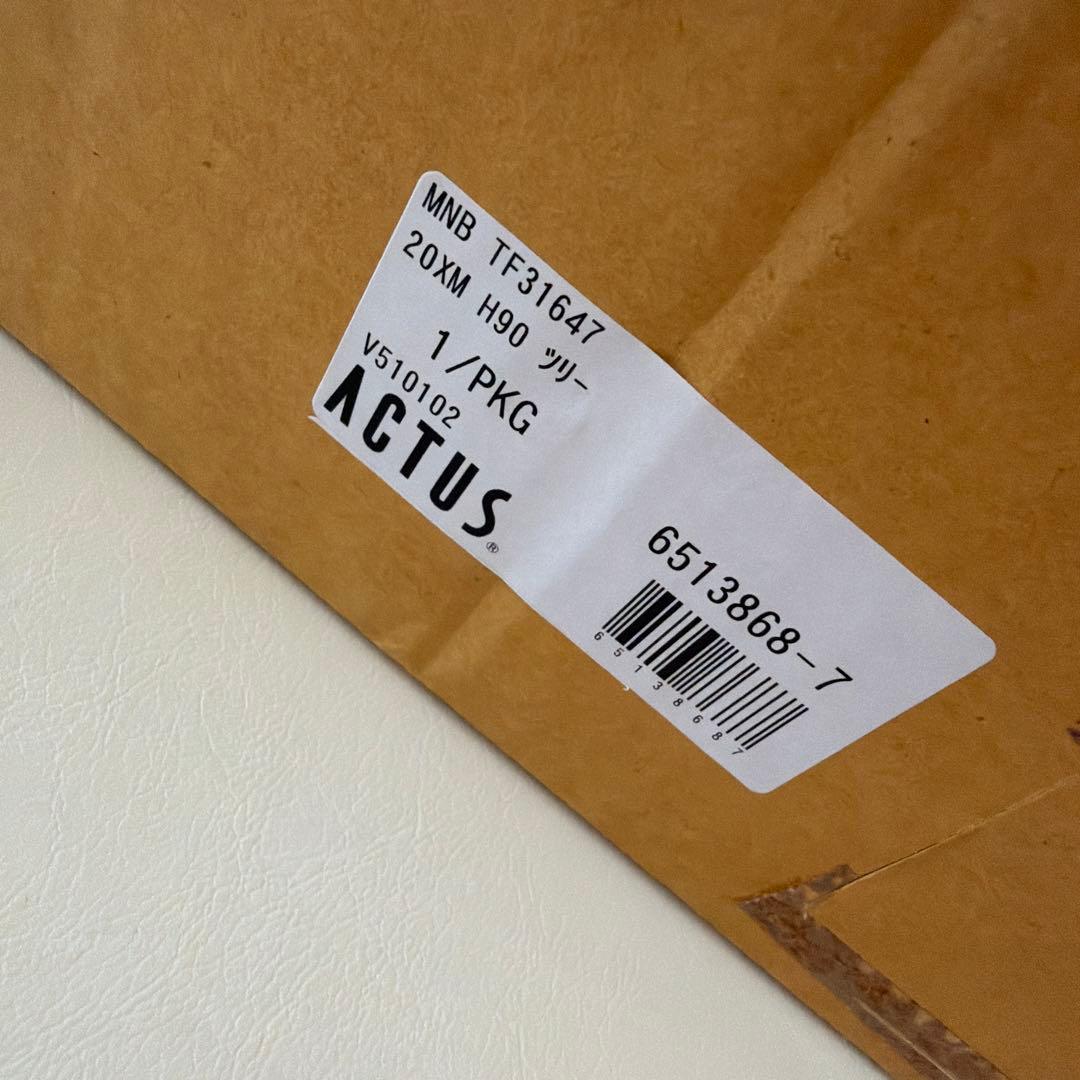 MNB TF31647
20XM H90 ツリー
1/PKG
V510102
ACTUS®
6513868-7
65138687